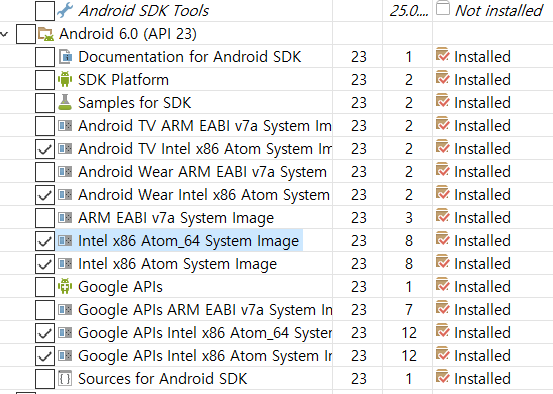 Android SDK Tools 25.0.... Not installed
Android 6.0 (API 23)
Documentation for Android SDK 23 1 Installed
SDK Platform 23 2 Installed
Samples for SDK 23 2 Installed
Android TV ARM EABI v7a System Im 23 2 Installed
Android TV Intel x86 Atom System Im 23 2 Installed
Android Wear ARM EABI v7a System 23 2 Installed
Android Wear Intel x86 Atom System 23 2 Installed
ARM EABI v7a System Image 23 3 Installed
Intel x86 Atom_64 System Image 23 8 Installed
Intel x86 Atom System Image 23 8 Installed
Google APIs 23 1 Installed
Google APIs ARM EABI v7a System Im 23 7 Installed
Google APIs Intel x86 Atom_64 Syster 23 12 Installed
Google APIs Intel x86 Atom System Ir 23 12 Installed
Sources for Android SDK 23 1 Installed